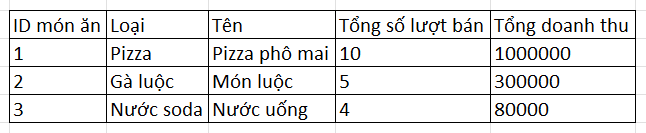 ID món ăn Loại Tên Tổng số lượt bán Tổng doanh thu
1 Pizza Pizza phô mai 10 1000000
2 Gà luộc Món luộc 5 300000
3 Nước soda Nước uống 4 80000